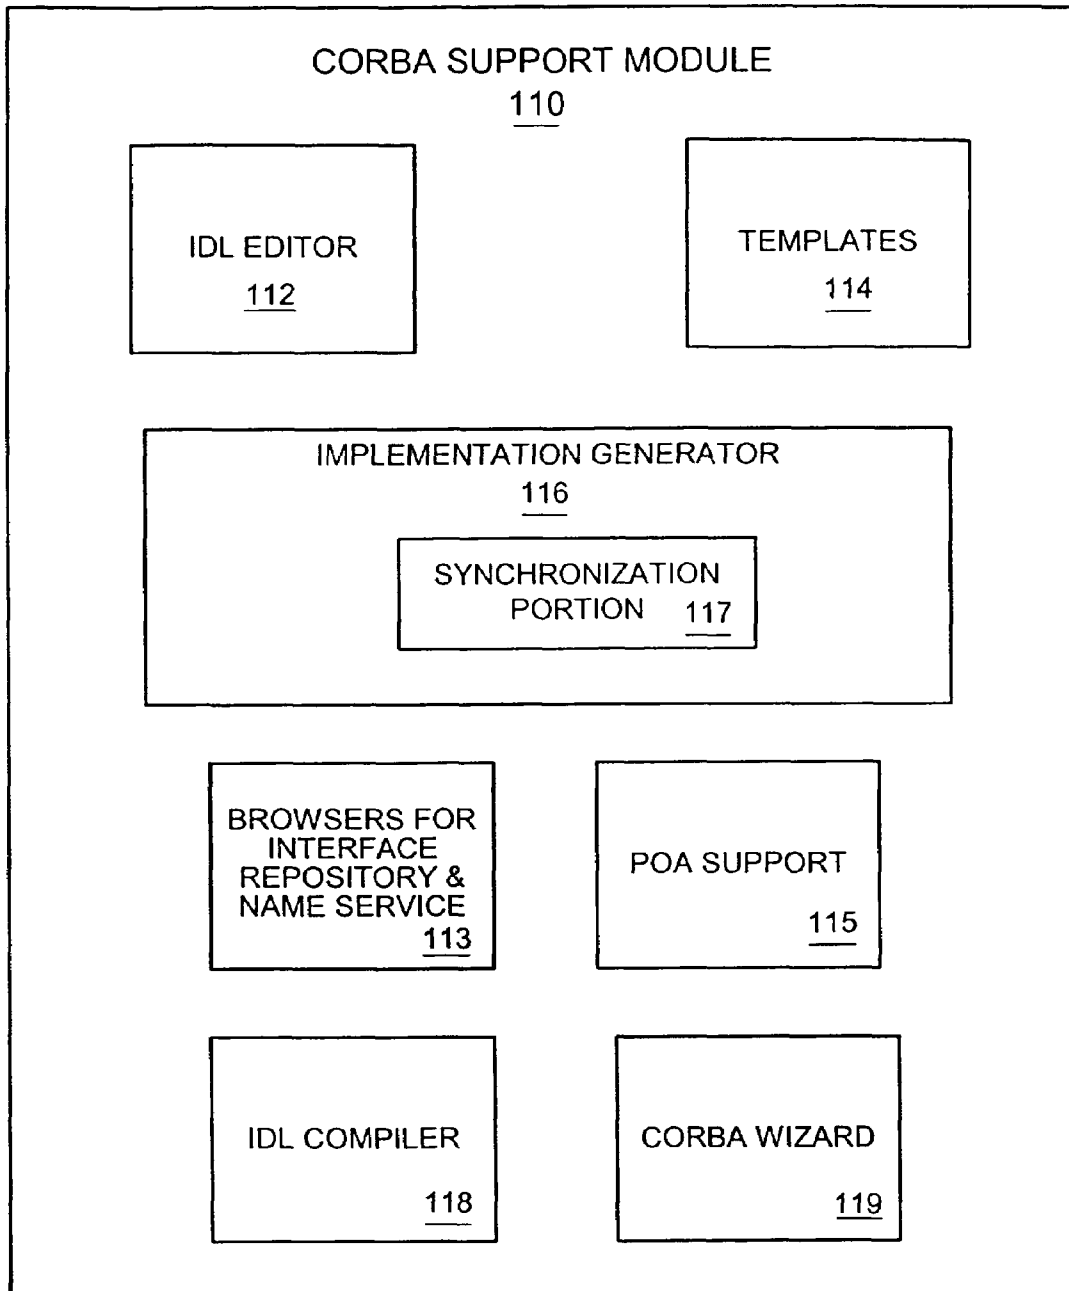 CORBA SUPPORT MODULE
110
IDL EDITOR
112
TEMPLATES
114
IMPLEMENTATION GENERATOR
116
SYNCHRONIZATION
PORTION 117
BROWSERS FOR
INTERFACE
REPOSITORY &
NAME SERVICE
113
POA SUPPORT
115
IDL COMPILER
118
CORBA WIZARD
119